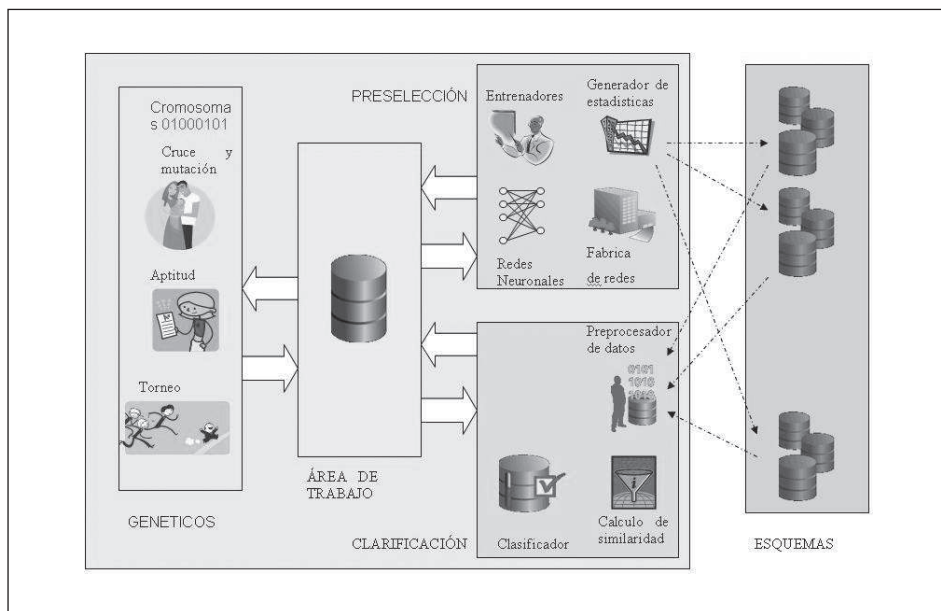 Cromosoma
s 01000101
Cruce y
mutación
Aptitud
Torneo
GENETICOS
ÁREA DE
TRABAJO
PRESELECCIÓN
Entrenadores
Generador de
estadisticas
Redes
Neuronales
Fabrica
de redes
Preprocesador
de datos
0101
1010
1010
Clasificador
Calculo de
similaridad
CLARIFICACIÓN
ESQUEMAS